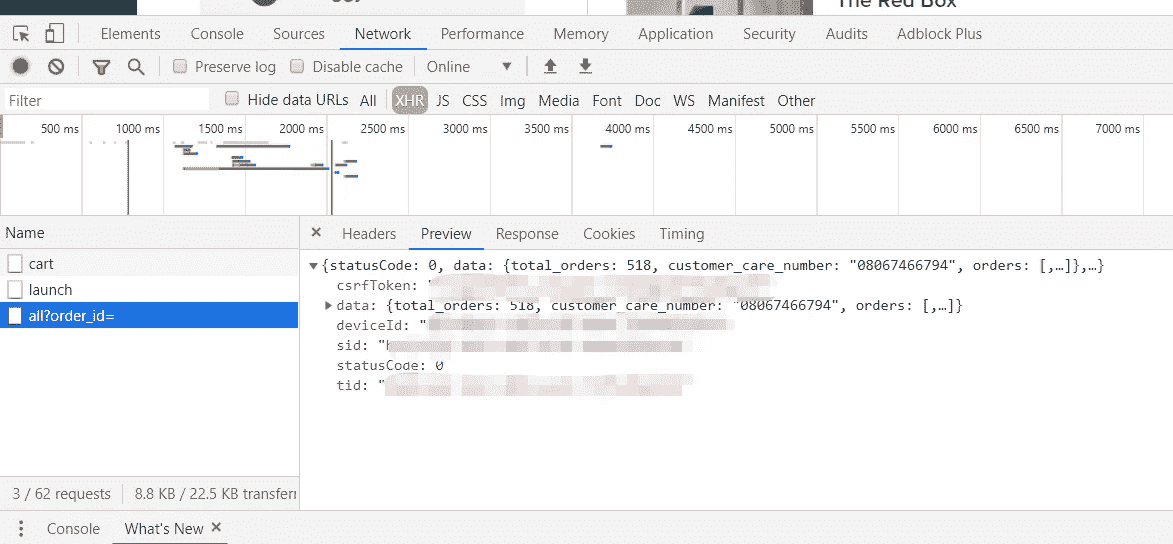 The Red Box
Elements Console Sources Network Performance Memory Application Security Audits Adblock Plus
Preserve log Disable cache Online
Filter Hide data URLs All XHR JS CSS Img Media Font Doc WS Manifest Other
500 ms 1000 ms 1500 ms 2000 ms 2500 ms 3000 ms 3500 ms 4000 ms 4500 ms 5000 ms 5500 ms 6000 ms 6500 ms 7000 ms
Name
cart
launch
all?order_id=
3 / 62 requests 8.8 KB / 22.5 KB transferr
× Headers Preview Response Cookies Timing
▼{statusCode: 0, data: {total_orders: 518, customer_care_number: "08067466794", orders: [,…]},…}
csrfToken: "
▶data: {total_orders: 518, customer_care_number: "08067466794", orders: [,…]}
deviceId: "
sid: "
statusCode: 0
tid: "
Console What's New ×